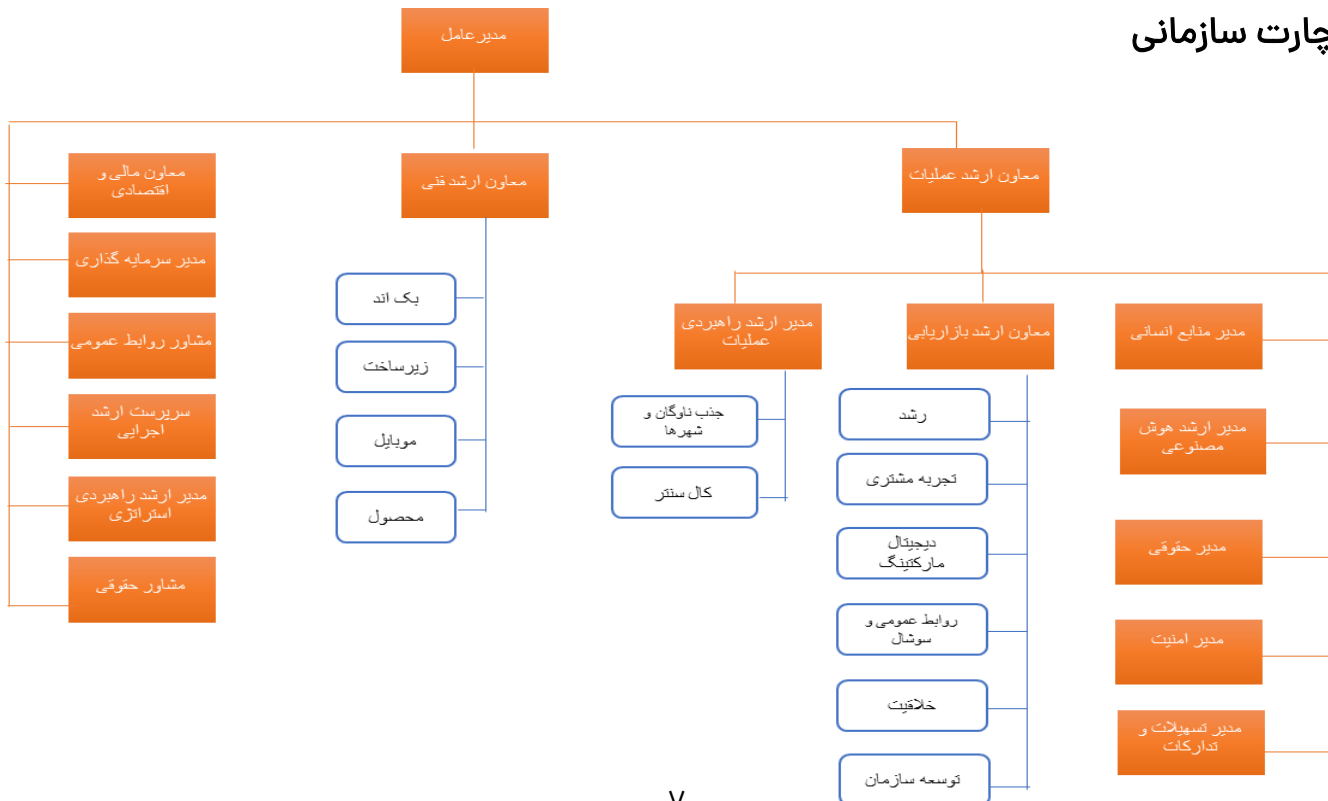 چارت سازمانی
مدیر عامل
معاون ارشد عملیات
معاون ارشد فنی
معاون مالی و
اقتصادی
مدیر سرمایه گذاری
مشاور روابط عمومی
سرپرست ارشد
اجرایی
مدیر ارشد راهبردی
استراتژی
مشاور حقوقی
بک اند
زیرساخت
موبایل
محصول
مدیر منابع انسانی
معاون ارشد بازاریابی
مدیر ارشد راهبردی
عملیات
مدیر ارشد هوش
مصنوعی
مدیر حقوقی
مدیر امنیت
مدیر تسهیلات و
تدارکات
رشد
تجربه مشتری
دیجیتال
مارکتینگ
روابط عمومی و
سوشال
خلاقیت
توسعه سازمان
جذب ناوگان و
شهرها
کال سنتر
۷